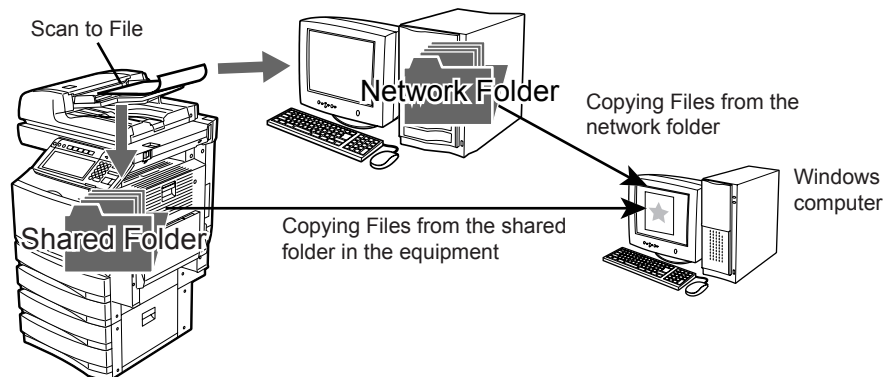 Scan to File
Network Folder
Copying Files from the
network folder
Windows
computer
Shared Folder
Copying Files from the shared
folder in the equipment